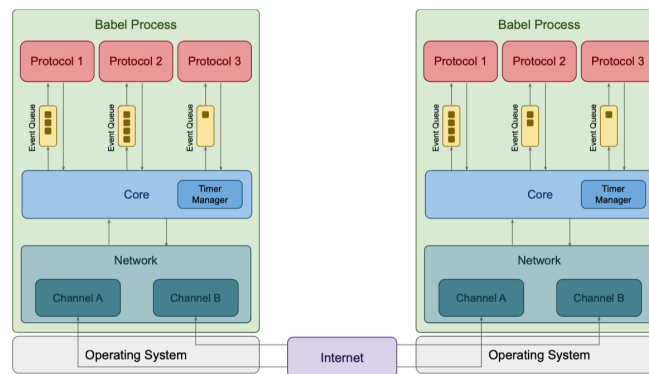 Babel Process
Protocol 1
Protocol 2
Protocol 3
Event Queue
Event Queue
Event Queue
Core
Timer
Manager
Network
Channel A
Channel B
Operating System
Internet
Babel Process
Protocol 1
Protocol 2
Protocol 3
Event Queue
Event Queue
Event Queue
Core
Timer
Manager
Network
Channel A
Channel B
Operating System